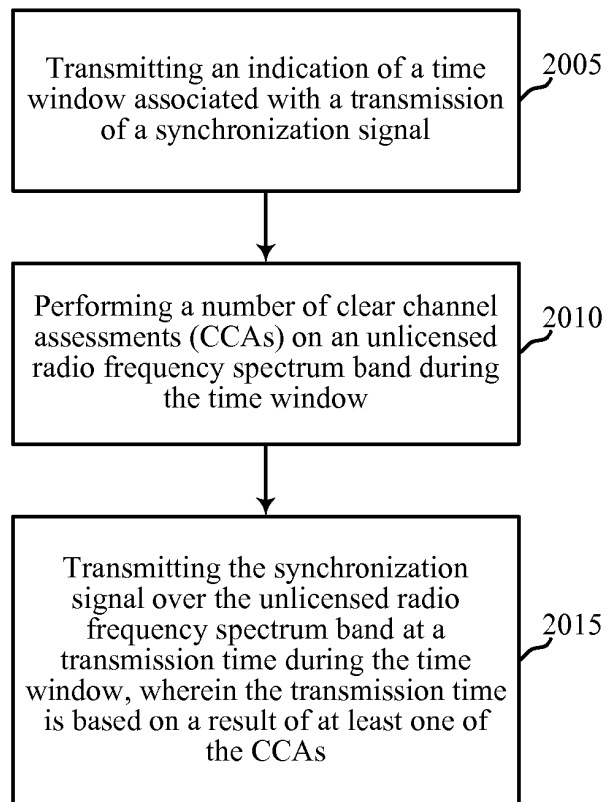 Transmitting an indication of a time
window associated with a transmission
of a synchronization signal
2005
Performing a number of clear channel
assessments (CCAs) on an unlicensed
radio frequency spectrum band during
the time window
2010
Transmitting the synchronization
signal over the unlicensed radio
frequency spectrum band at a
transmission time during the time
window, wherein the transmission time
is based on a result of at least one of
the CCAs
2015